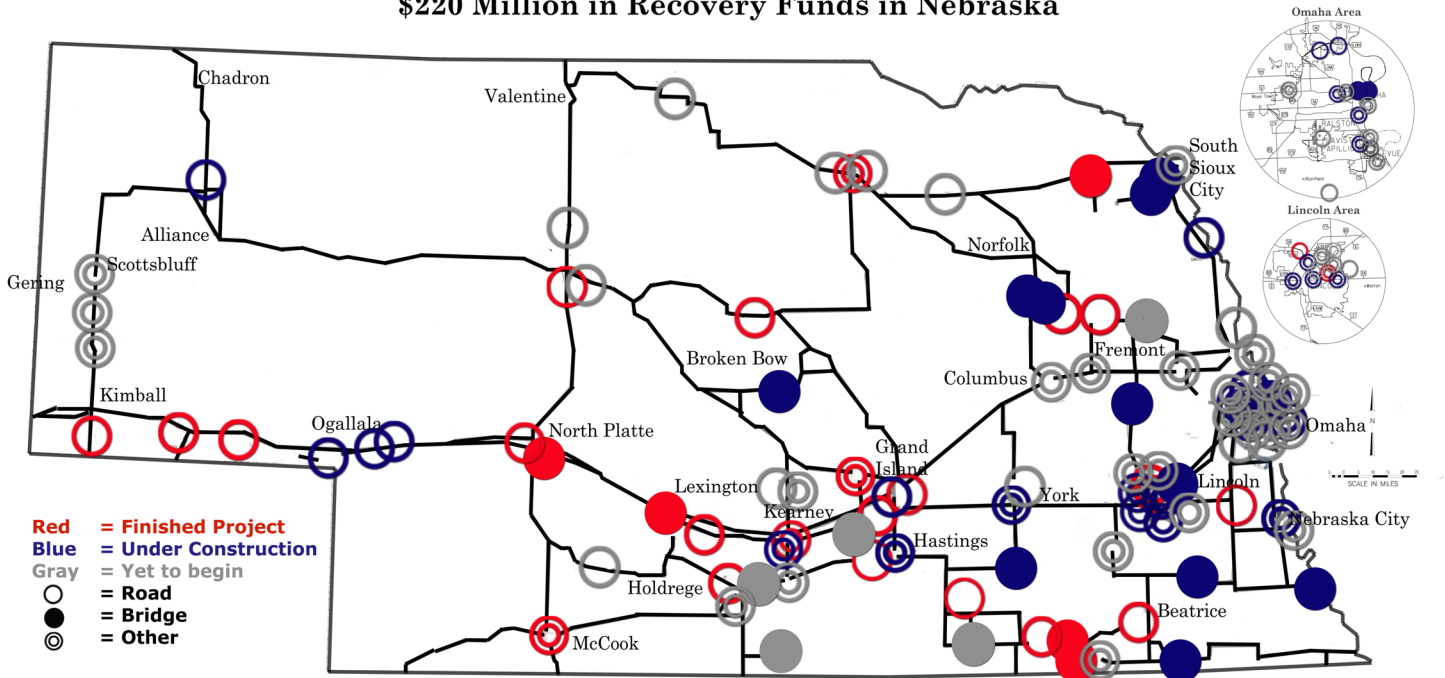 $220 Million in Recovery Funds in Nebraska
Omaha Area
Lincoln Area
Chadron
Valentine
South
Sioux
City
Alliance
Norfolk
Scottsbluff
Gering
Broken Bow
Fremont
Columbus
Kimball
Ogallala
North Platte
Grand
Island
Omaha
N
SCALE IN MILES
Lexington
Kearney
York
Lincoln
Nebraska City
Hastings
Holdrege
Beatrice
McCook
Red = Finished Project
Blue = Under Construction
Gray = Yet to begin
= Road
= Bridge
= Other